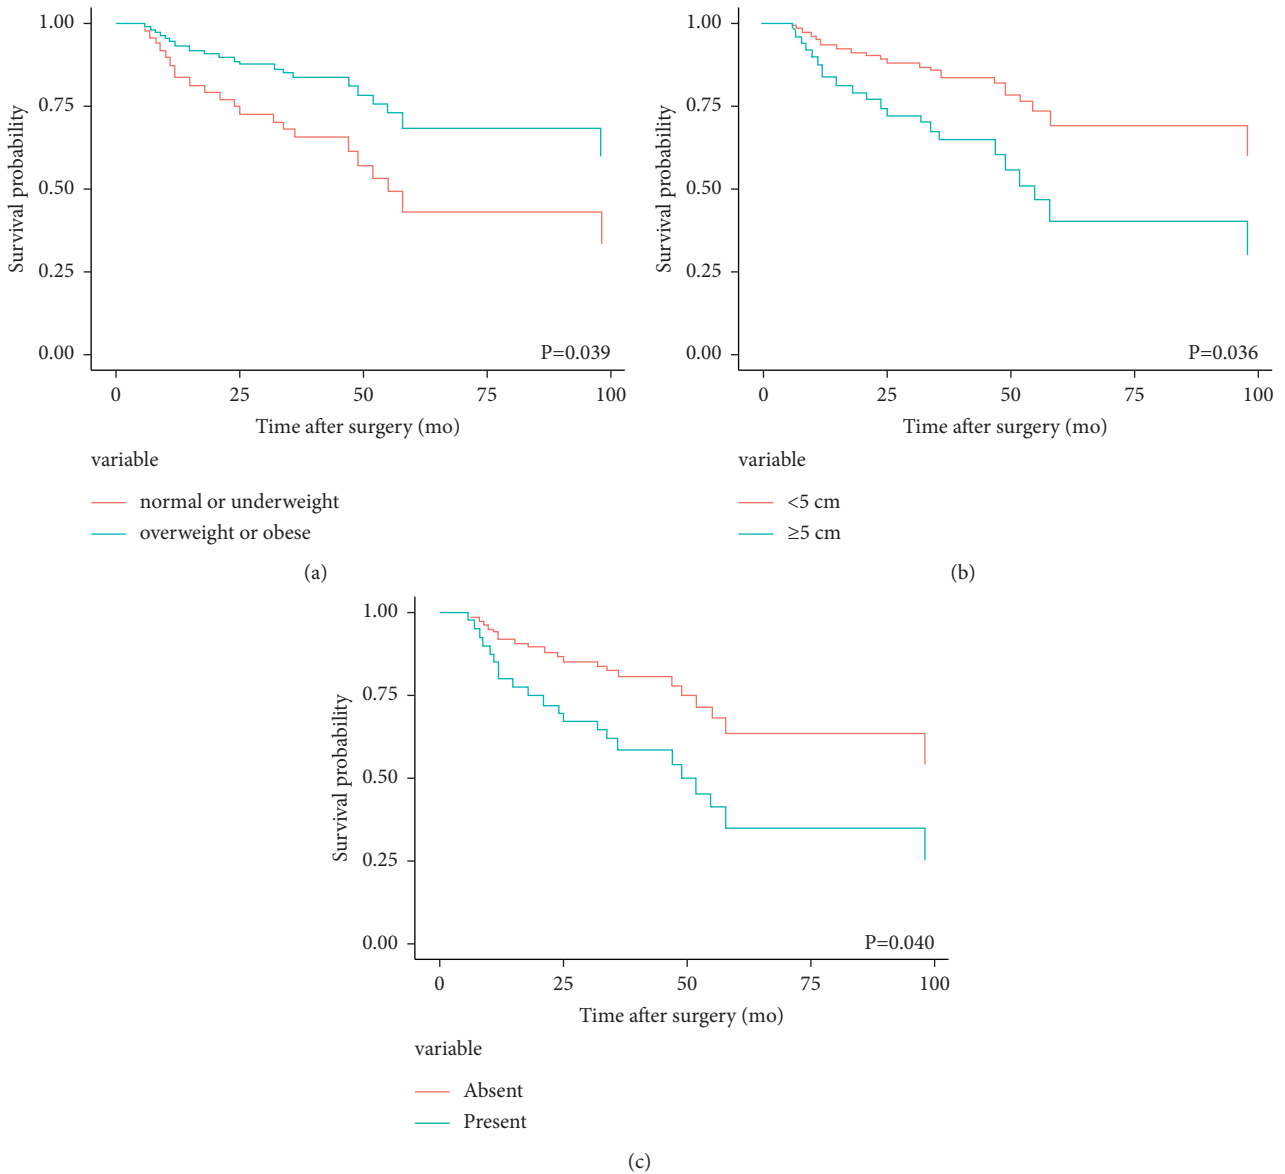 1.00
0.75
0.50
0.25
0.00
Survival probability
P=0.039
0 25 50 75 100
Time after surgery (mo)
variable
normal or underweight
overweight or obese
(a)
1.00
0.75
0.50
0.25
0.00
Survival probability
P=0.036
0 25 50 75 100
Time after surgery (mo)
variable
<5 cm
≥5 cm
(b)
1.00
0.75
0.50
0.25
0.00
Survival probability
P=0.040
0 25 50 75 100
Time after surgery (mo)
variable
Absent
Present
(c)